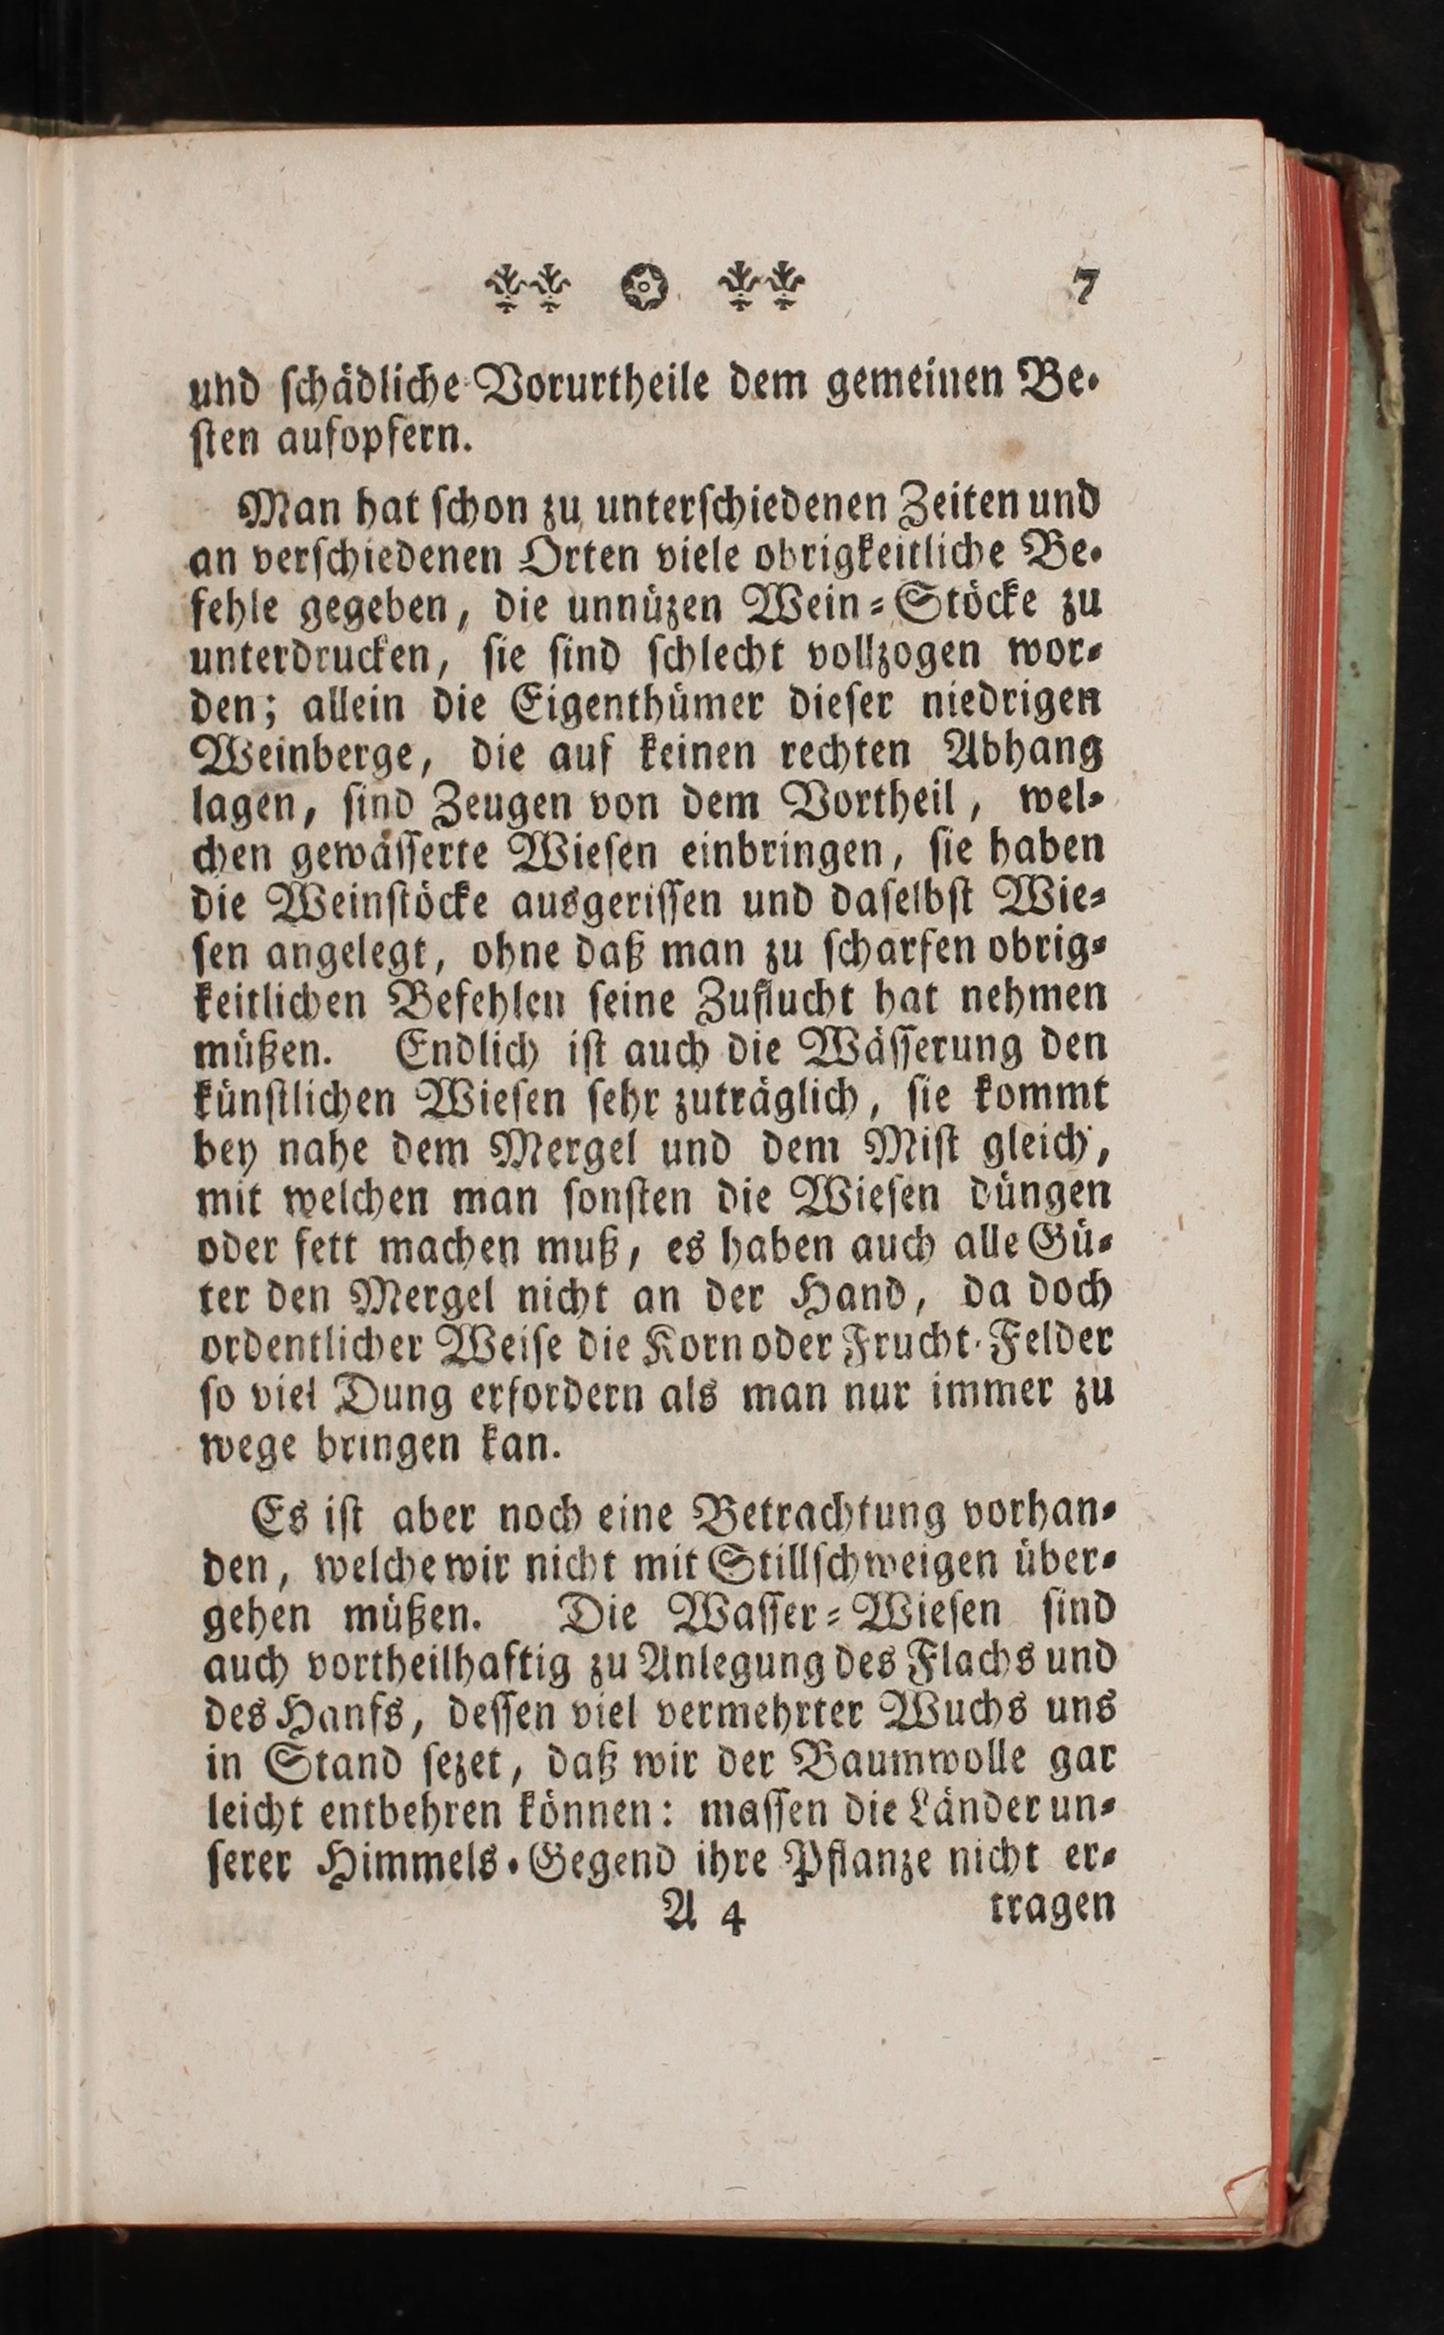 7
und ſchädliche Vorurtheile dem gemeinen Be-
ſten aufopfern.
Man hat ſchon zu unterſchiedenen Zeiten und
an verſchiedenen Orten viele obrigkeitliche Be-
fehle gegeben, die unnüzen Wein-Stöcke zu
unterdrucken, ſie ſind ſchlecht vollzogen wor-
den; allein die Eigenthümer dieſer niedrigen
Weinberge, die auf keinen rechten Abhang
lagen, ſind Zeugen von dem Vortheil, wel-
chen gewäſſerte Wieſen einbringen, ſie haben
die Weinſtöcke ausgeriſſen und daſelbſt Wie-
ſen angelegt, ohne daß man zu ſcharfen obrig-
keitlichen Befehlen ſeine Zuflucht hat nehmen
müßen. Endlich iſt auch die Wäſſerung den
künſtlichen Wieſen ſehr zuträglich, ſie kommt
bey nahe dem Mergel und dem Miſt gleich,
mit welchen man ſonſten die Wieſen düngen
oder fett machen muß, es haben auch alle Gü-
ter den Mergel nicht an der Hand, da doch
ordentlicher Weiſe die Korn oder Frucht-Felder
ſo viel Dung erfordern als man nur immer zu
wege bringen kan.
Es iſt aber noch eine Betrachtung vorhan-
den, welche wir nicht mit Stillſchweigen über-
gehen müßen. Die Waſſer-Wieſen ſind
auch vortheilhaftig zu Anlegung des Flachs und
des Hanfs, deſſen viel vermehrter Wuchs uns
in Stand ſezet, daß wir der Baumwolle gar
leicht entbehren können: maſſen die Länder un-
ſerer Himmels-Gegend ihre Pflanze nicht er-
A 4 tragen